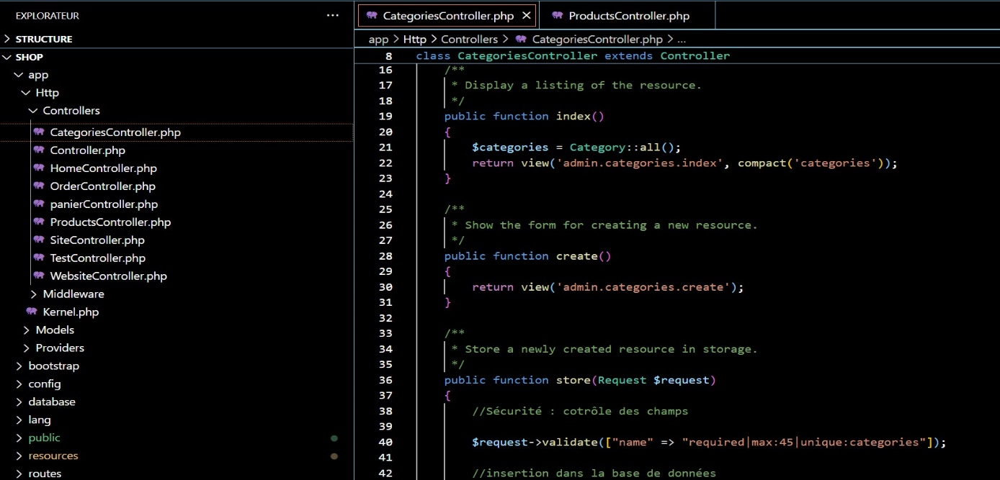 EXPLORATEUR
...
STRUCTURE
SHOP
app
Http
Controllers
CategoriesController.php
Controller.php
HomeController.php
OrderController.php
panierController.php
ProductsController.php
SiteController.php
TestController.php
WebsiteController.php
Middleware
Kernel.php
Models
Providers
bootstrap
config
database
lang
public
resources
routes
CategoriesController.php ProductsController.php
app > Http > Controllers > CategoriesController.php > ...
8 class CategoriesController extends Controller
16 /**
17 * Display a listing of the resource.
18 */
19 public function index()
20 {
21 $categories = Category::all();
22 return view('admin.categories.index', compact('categories'));
23 }
24
25 /**
26 * Show the form for creating a new resource.
27 */
28 public function create()
29 {
30 return view('admin.categories.create');
31 }
32
33 /**
34 * Store a newly created resource in storage.
35 */
36 public function store(Request $request)
37 {
38 //Sécurité : cotrôle des champs
39
40 $request->validate(["name" => "required|max:45|unique:categories"]);
41
42 //insertion dans la base de données